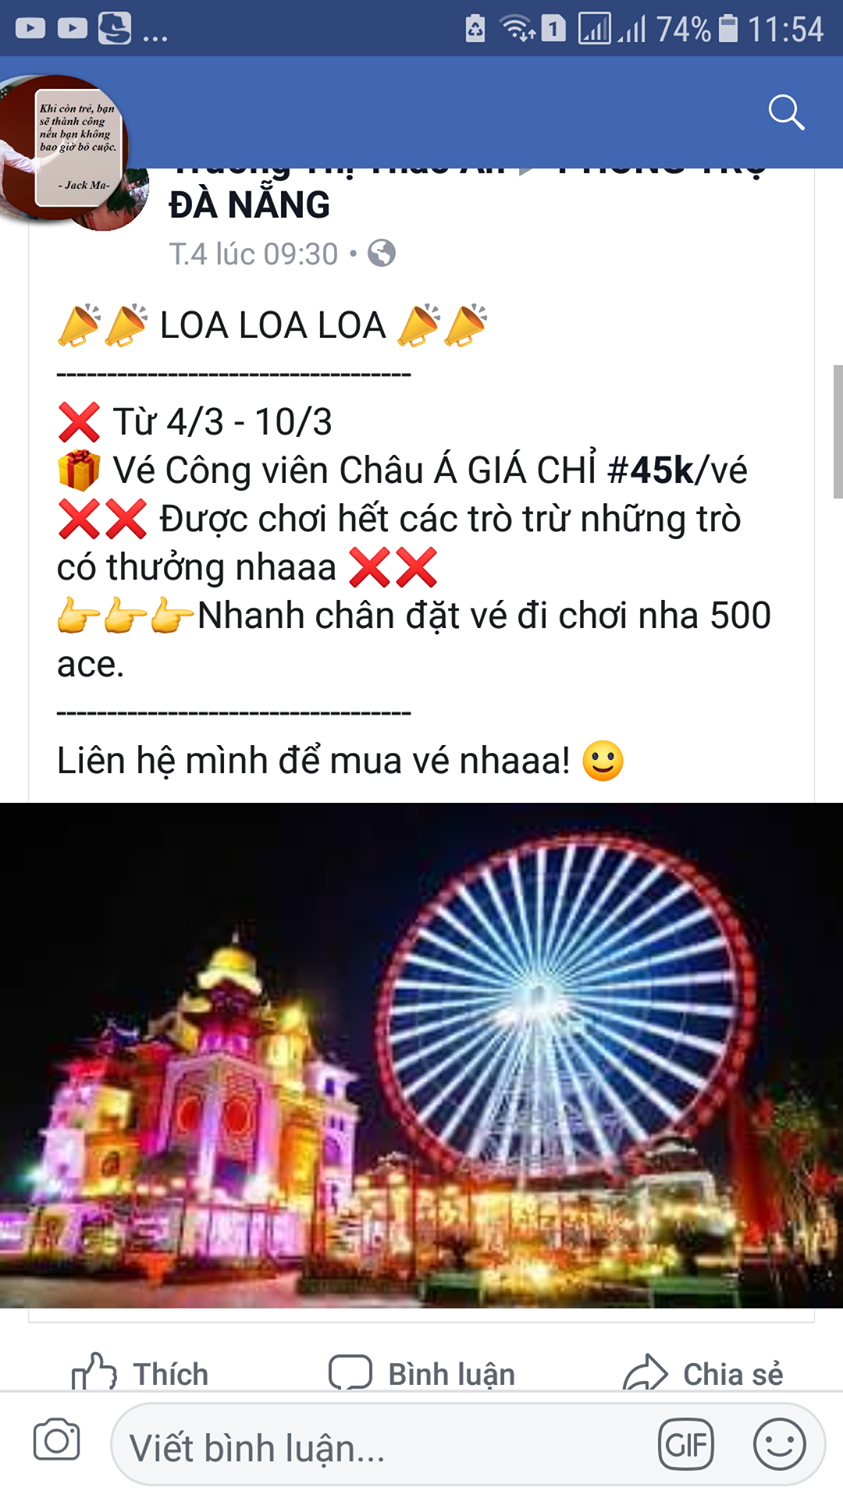 ... 1 74% 11:54
Khi còn trẻ, bạn
sẽ thành công
nếu bạn không
bao giờ bỏ cuộc.
- Jack Ma-
ĐÀ NẴNG
T.4 lúc 09:30 •
LOA LOA LOA
-----------------------------------
Từ 4/3 - 10/3
Vé Công viên Châu Á GIÁ CHỈ #45k/vé
Được chơi hết các trò trừ những trò
có thưởng nhaaa
Nhanh chân đặt vé đi chơi nha 500
ace.
-----------------------------------
Liên hệ mình để mua vé nhaaa!
Thích Bình luận Chia sẻ
Viết bình luận... GIF